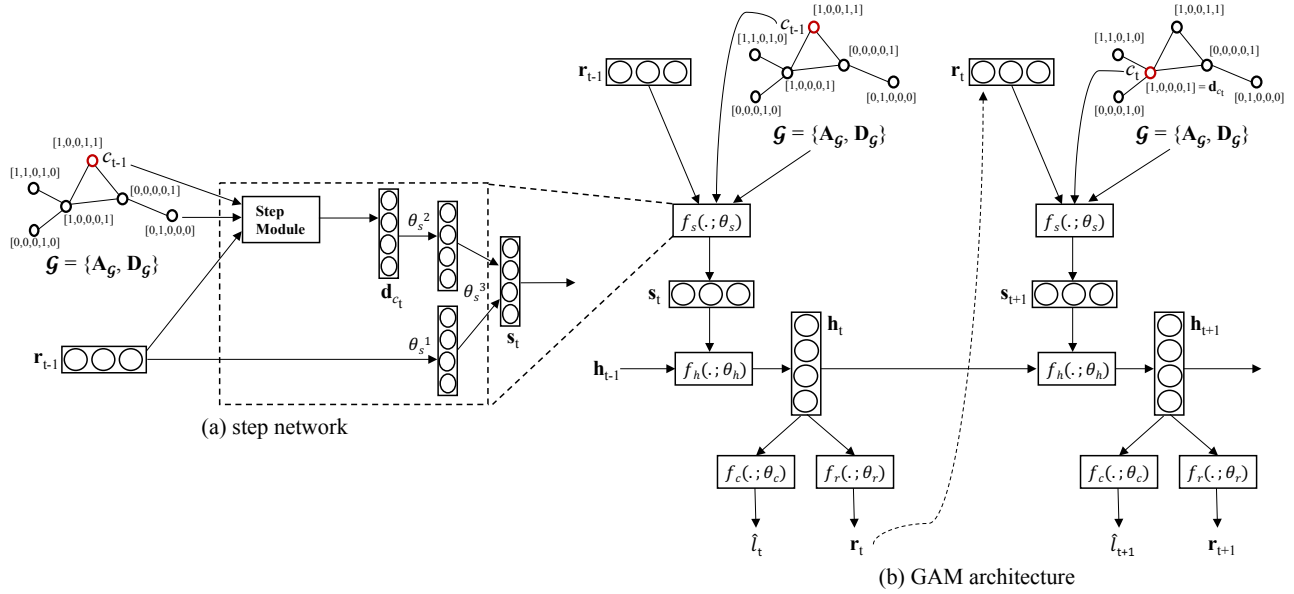 [1,0,0,1,1]
c_{t-1}
[1,1,0,1,0]
[0,0,0,0,1]
[1,0,0,0,1]
[0,0,0,1,0]
[0,1,0,0,0]
𝓖 = {A_𝓖, D_𝓖}
r_{t-1}
Step
Module
d_{c_t}
θ_s^2
θ_s^3
θ_s^1
s_t
(a) step network
r_{t-1}
[1,0,0,1,1]
c_{t-1}
[1,1,0,1,0]
[0,0,0,0,1]
[1,0,0,0,1]
[0,0,0,1,0]
[0,1,0,0,0]
𝓖 = {A_𝓖, D_𝓖}
f_s(.; θ_s)
s_t
h_t
h_{t-1}
f_h(.; θ_h)
f_c(.; θ_c)
f_r(.; θ_r)
l̂_t
r_t
r_t
[1,0,0,1,1]
[1,1,0,1,0]
[0,0,0,0,1]
c_t
[1,0,0,0,1] = d_{c_t}
[0,0,0,1,0]
[0,1,0,0,0]
𝓖 = {A_𝓖, D_𝓖}
f_s(.; θ_s)
s_{t+1}
h_{t+1}
f_h(.; θ_h)
f_c(.; θ_c)
f_r(.; θ_r)
l̂_{t+1}
r_{t+1}
(b) GAM architecture